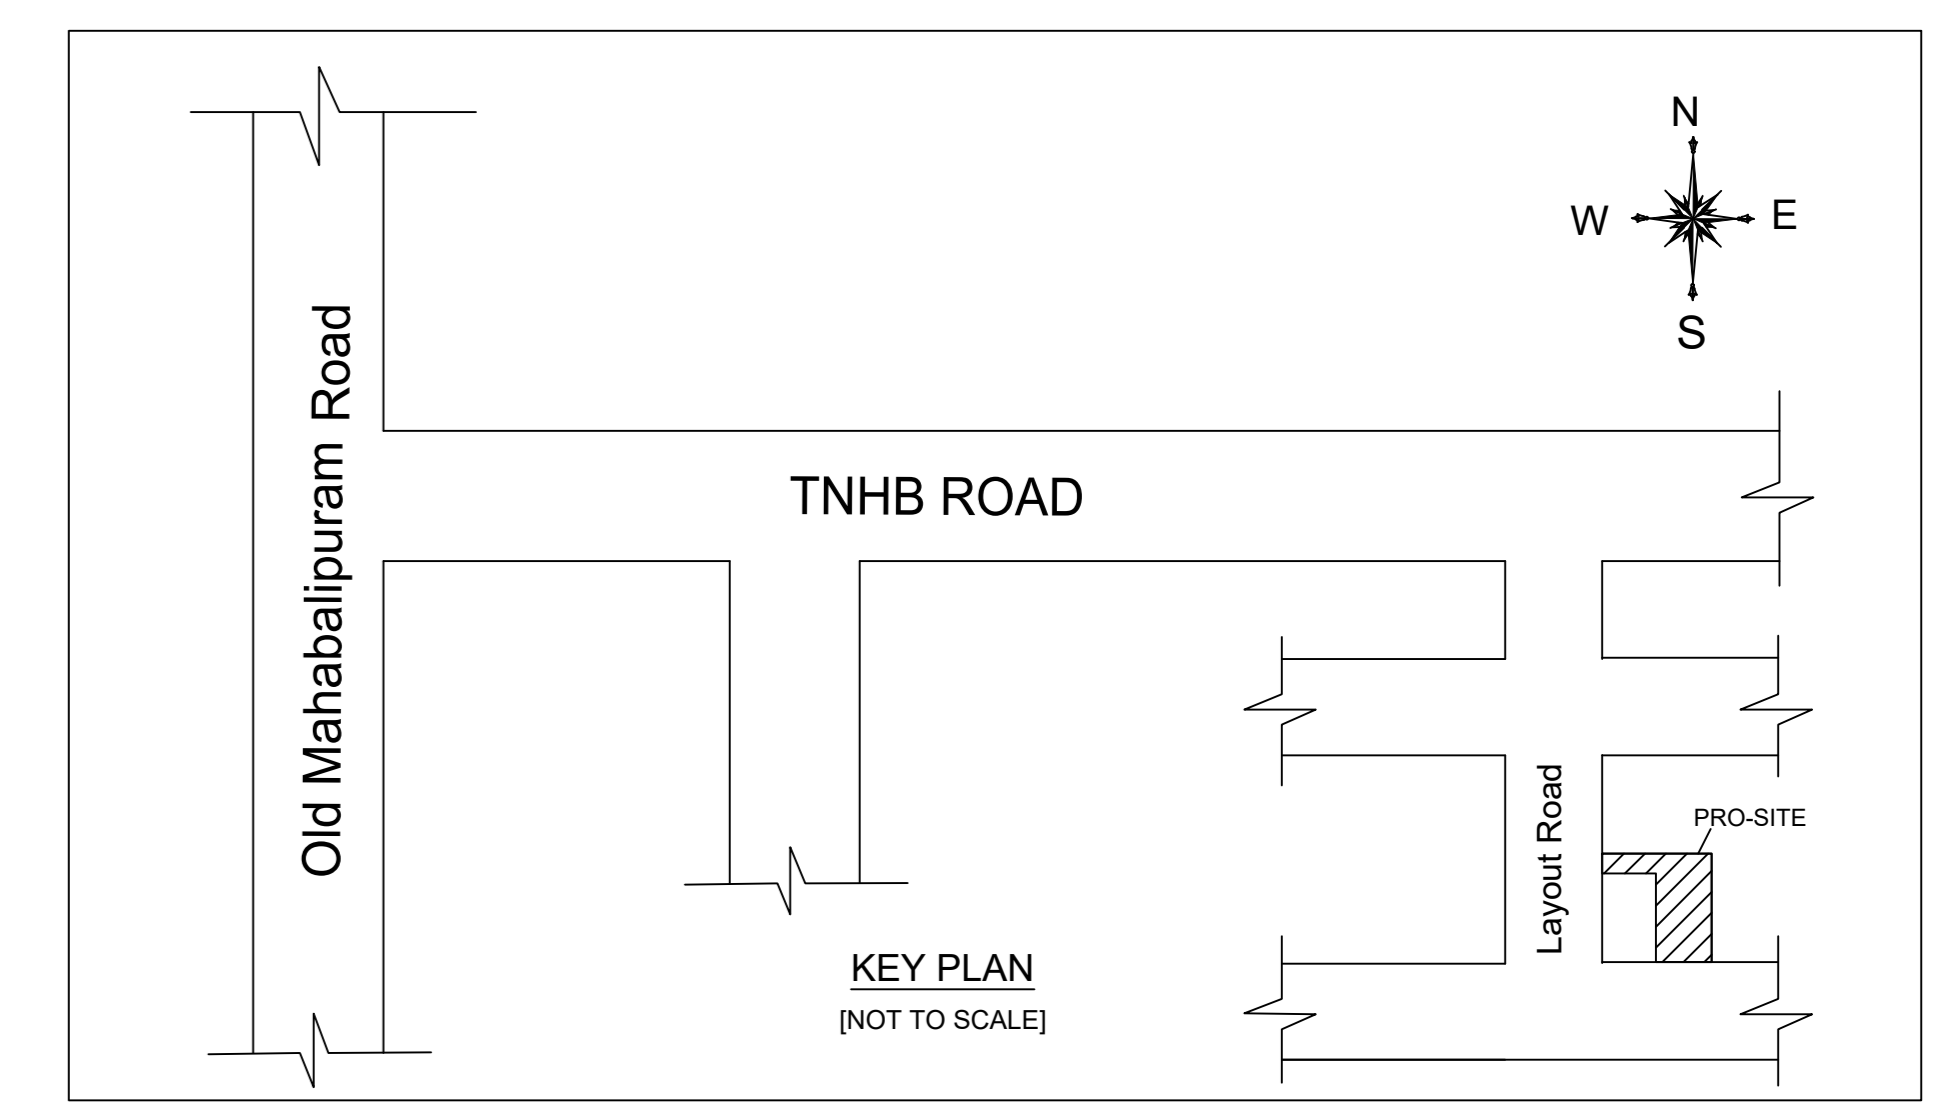 N
W
E
S
Old Mahabalipuram Road
TNHB ROAD
Layout Road
PRO-SITE
KEY PLAN
[NOT TO SCALE]